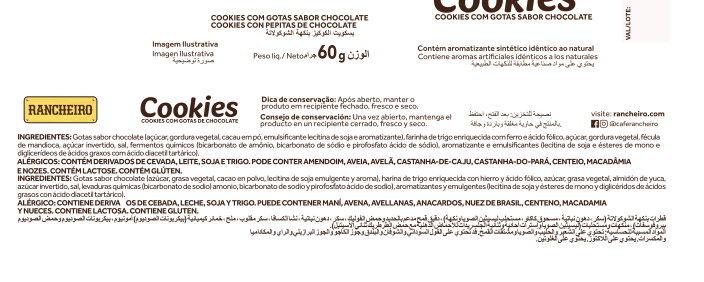 Cookies
COOKIES COM GOTAS SABOR CHOCOLATE
COOKIES COM GOTAS SABOR CHOCOLATE
COOKIES CON PEPITAS DE CHOCOLATE
بسكويت الكوكيز بنكهة الشوكولاتة
VAL/LOTE:
Imagem Ilustrativa
Imagen Ilustrativa
صورة توضيحية
Peso liq./ Neto 60g الوزن
جرام
Contém aromatizante sintético idêntico ao natural
Contiene aromas artificiales idénticos a los naturales
يحتوي على مواد صناعية مطابقة للنكهات الطبيعية
RANCHEIRO
Cookies
COOKIES COM GOTAS DE CHOCOLATE
Dica de conservação: Após aberto, manter o
produto em recipiente fechado, fresco e seco.
Consejo de conservación: Una vez abierto, mantenga el
producto en un recipiente cerrado, fresco y seco.
نصيحة للتخزين: بعد الفتح، احتفظ
بالمنتج في حاوية مغلقة وباردة وجافة.
visite: rancheiro.com
@caferancheiro
INGREDIENTES: Gotas sabor chocolate (açúcar, gordura vegetal, cacau em pó, emulsificante lecitina de soja e aromatizante), farinha de trigo enriquecida com ferro e ácido fólico, açúcar, gordura vegetal, fécula
de mandioca, açúcar invertido, sal, fermentos químicos (bicarbonato de amônio, bicarbonato de sódio e pirofosfato ácido de sódio), aromatizante e emulsificantes (lecitina de soja e ésteres de mono e
diglicerídeos de ácidos graxos com ácido diacetil tartárico).
ALÉRGICOS: CONTÉM DERIVADOS DE CEVADA, LEITE, SOJA E TRIGO. PODE CONTER AMENDOIM, AVEIA, AVELÃ, CASTANHA-DE-CAJU, CASTANHA-DO-PARÁ, CENTEIO, MACADÂMIA
E NOZES. CONTÉM LACTOSE. CONTÉM GLÚTEN.
INGREDIENTES: Gotas sabor chocolate (azúcar, grasa vegetal, cacao en polvo, lecitina de soja emulgente y aroma), harina de trigo enriquecida con hierro y ácido fólico, azúcar, grasa vegetal, almidón de yuca,
azúcar invertido, sal, levaduras químicas (bicarbonato de sodio) amonio, bicarbonato de sodio y pirofosfato ácido de sodio), aromatizantes y emulgentes (lecitina de soja y ésteres de mono y diglicéridos de ácidos
grasos con ácido diacetil tartárico).
ALÉRGICO: CONTIENE DERIVA OS DE CEBADA, LECHE, SOJA Y TRIGO. PUEDE CONTENER MANÍ, AVENA, AVELLANAS, ANACARDOS, NUEZ DE BRASIL, CENTENO, MACADAMIA
Y NUECES. CONTIENE LACTOSA. CONTIENE GLUTEN.